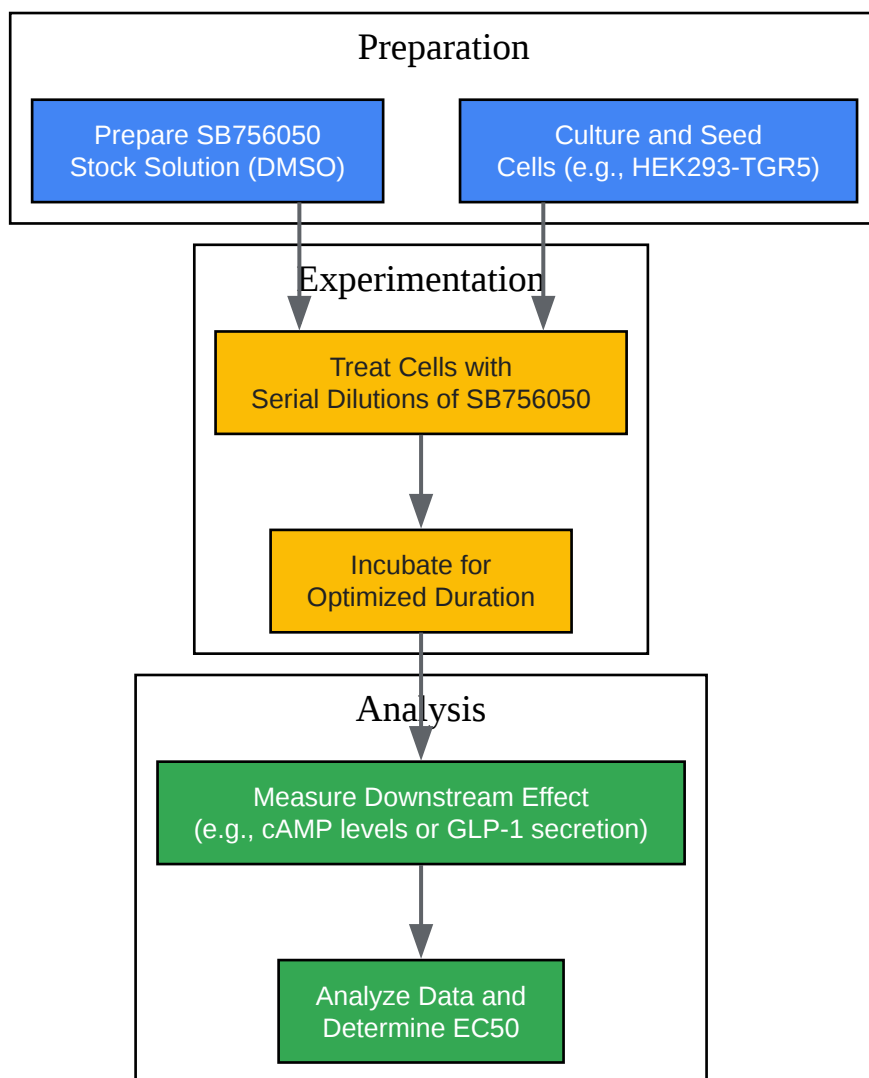 Preparation
Prepare SB756050
Stock Solution (DMSO)
Culture and Seed
Cells (e.g., HEK293-TGR5)
Experimentation
Treat Cells with
Serial Dilutions of SB756050
Incubate for
Optimized Duration
Analysis
Measure Downstream Effect
(e.g., cAMP levels or GLP-1 secretion)
Analyze Data and
Determine EC50